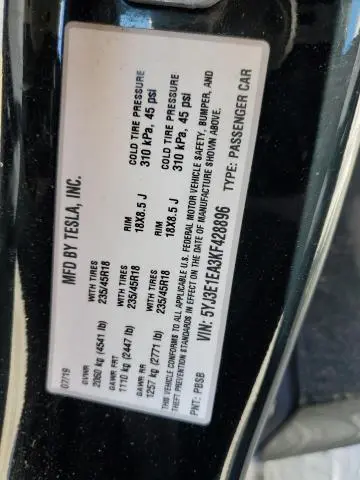 MFD BY TESLA, INC.
07/19
GVWR WITH TIRES RIM COLD TIRE PRESSURE
2060 kg (4541 lb) 235/45R18 18X8.5 J 310 kPa, 45 psi
GAWR FRT WITH TIRES RIM COLD TIRE PRESSURE
1110 kg (2447 lb) 235/45R18 18X8.5 J 310 kPa, 45 psi
GAWR RR WITH TIRES
1257 kg (2771 lb) 235/45R18
THIS VEHICLE CONFORMS TO ALL APPLICABLE U.S. FEDERAL MOTOR VEHICLE SAFETY, BUMPER, AND
THEFT PREVENTION STANDARDS IN EFFECT ON THE DATE OF MANUFACTURE SHOWN ABOVE.
VIN: 5YJ3E1EA3KF428896 TYPE: PASSENGER CAR
PNT: PBSB